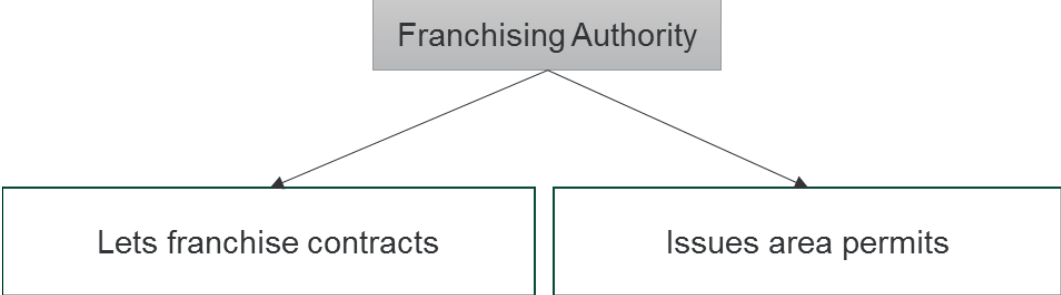 Franchising Authority
Lets franchise contracts
Issues area permits